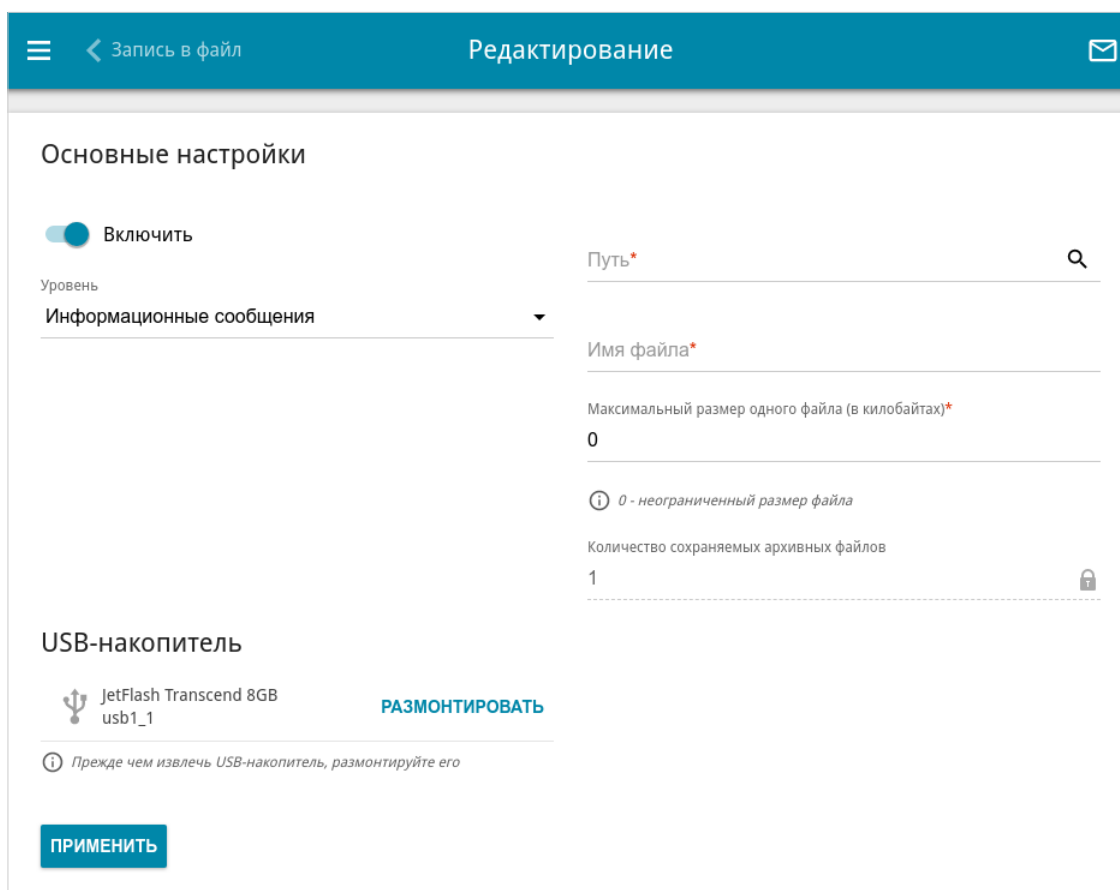 Запись в файл
Редактирование
Основные настройки
Включить
Уровень
Информационные сообщения
Путь*
Имя файла*
Максимальный размер одного файла (в килобайтах)*
0
0 - неограниченный размер файла
Количество сохраняемых архивных файлов
1
USB-накопитель
JetFlash Transcend 8GB
usb1_1
РАЗМОНТИРОВАТЬ
Прежде чем извлечь USB-накопитель, размонтируйте его
ПРИМЕНИТЬ